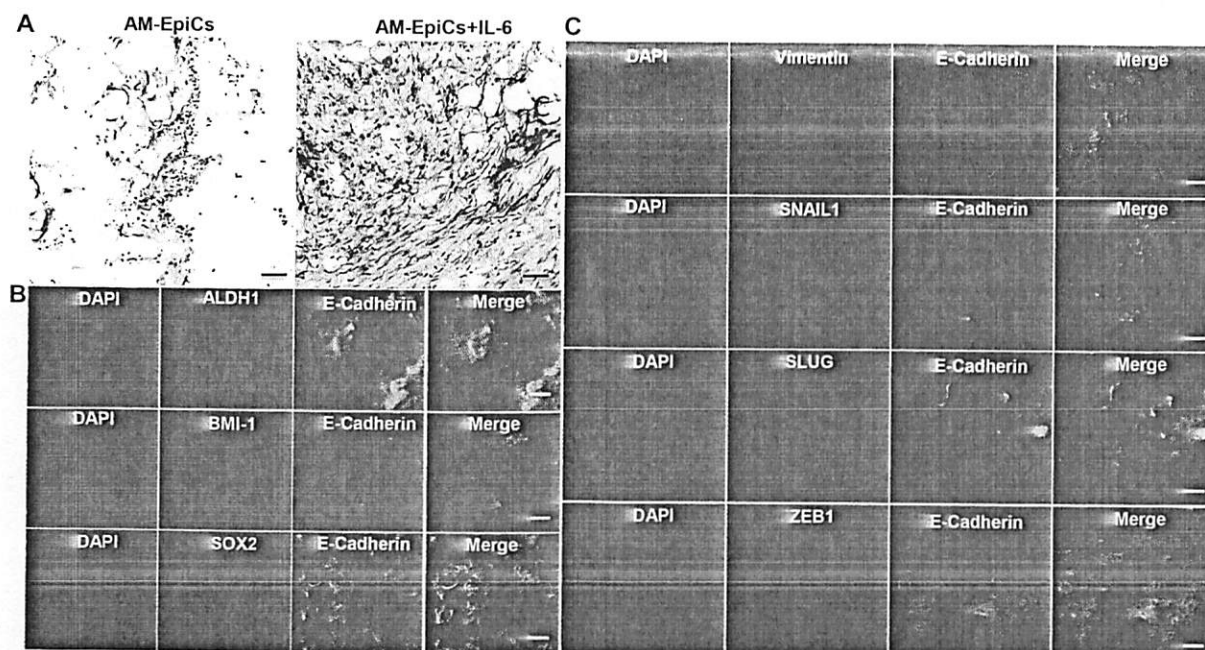 A
AM-EpiCs
AM-EpiCs+IL-6
B
DAPI ALDH1 E-Cadherin Merge
DAPI BMI-1 E-Cadherin Merge
DAPI SOX2 E-Cadherin Merge
C
DAPI Vimentin E-Cadherin Merge
DAPI SNAIL1 E-Cadherin Merge
DAPI SLUG E-Cadherin Merge
DAPI ZEB1 E-Cadherin Merge